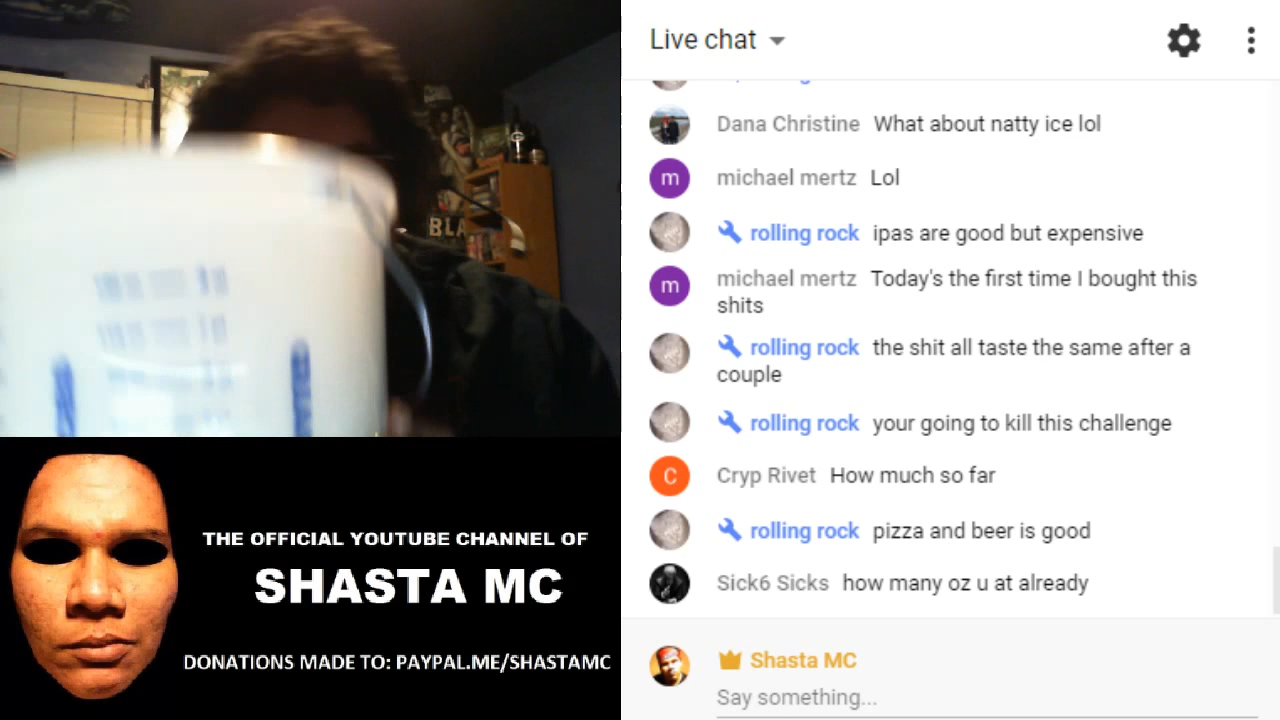 BLA
THE OFFICIAL YOUTUBE CHANNEL OF
SHASTA MC
DONATIONS MADE TO: PAYPAL.ME/SHASTAMC
Live chat
Dana Christine What about natty ice lol
m michael mertz Lol
rolling rock ipas are good but expensive
m michael mertz Today's the first time I bought this
shits
rolling rock the shit all taste the same after a
couple
rolling rock your going to kill this challenge
C Cryp Rivet How much so far
rolling rock pizza and beer is good
Sick6 Sicks how many oz u at already
Shasta MC
Say something...